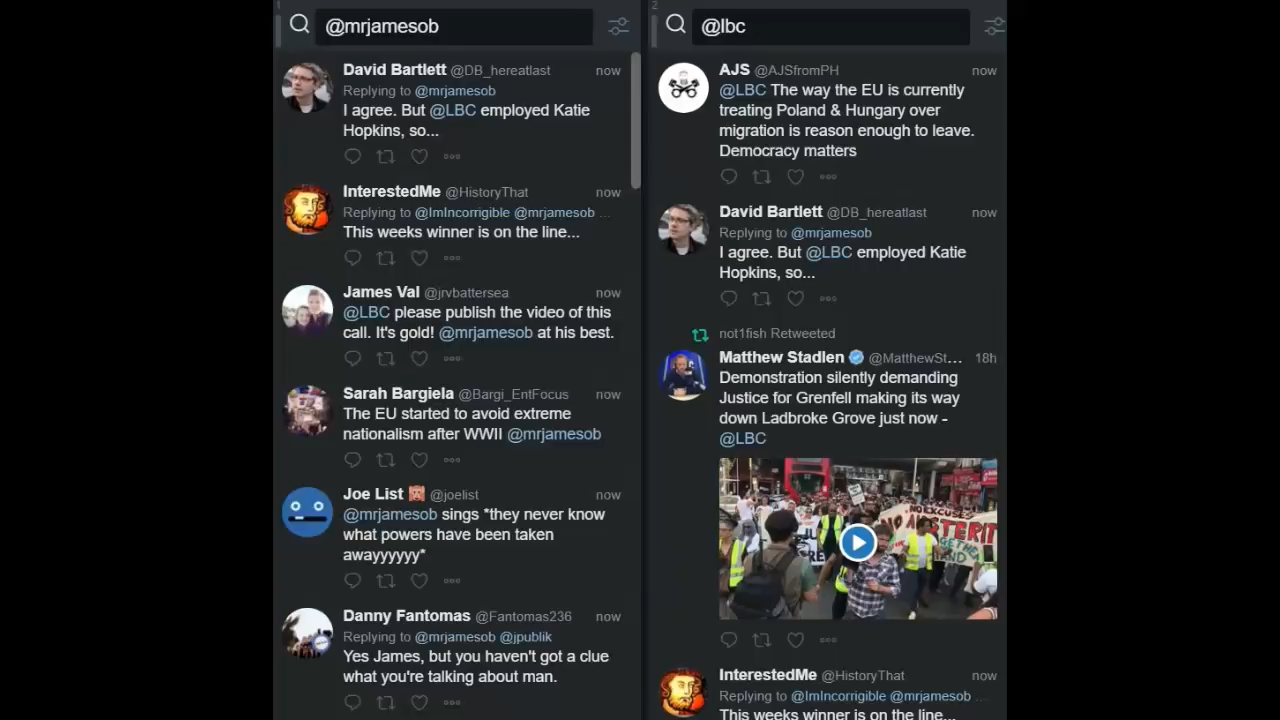 1
@mrjamesob
David Bartlett @DB_hereatlast now
Replying to @mrjamesob
I agree. But @LBC employed Katie
Hopkins, so...
InterestedMe @HistoryThat now
Replying to @ImIncorrigible @mrjamesob ...
This weeks winner is on the line...
James Val @jrvbattersea now
@LBC please publish the video of this
call. It's gold! @mrjamesob at his best.
Sarah Bargiela @Bargi_EntFocus now
The EU started to avoid extreme
nationalism after WWII @mrjamesob
Joe List @joelist now
@mrjamesob sings *they never know
what powers have been taken
awayyyyyy*
Danny Fantomas @Fantomas236 now
Replying to @mrjamesob @jpublik
Yes James, but you haven't got a clue
what you're talking about man.
2
@lbc
AJS @AJSfromPH now
@LBC The way the EU is currently
treating Poland & Hungary over
migration is reason enough to leave.
Democracy matters
David Bartlett @DB_hereatlast now
Replying to @mrjamesob
I agree. But @LBC employed Katie
Hopkins, so...
not1fish Retweeted
Matthew Stadlen @MatthewSt... 18h
Demonstration silently demanding
Justice for Grenfell making its way
down Ladbroke Grove just now -
@LBC
NO EXCUSES
InterestedMe @HistoryThat now
Replying to @ImIncorrigible @mrjamesob ...
This weeks winner is on the line...